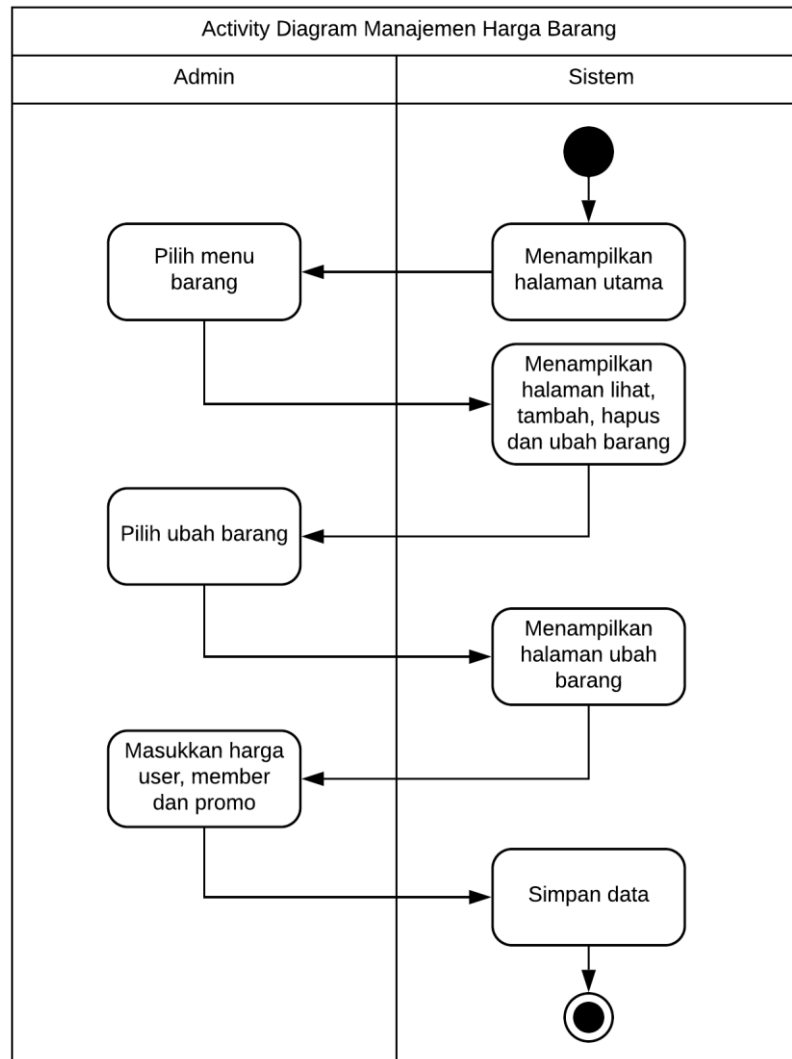 Activity Diagram Manajemen Harga Barang
Admin
Sistem
Menampilkan
halaman utama
Pilih menu
barang
Menampilkan
halaman lihat,
tambah, hapus
dan ubah barang
Pilih ubah barang
Menampilkan
halaman ubah
barang
Masukkan harga
user, member
dan promo
Simpan data